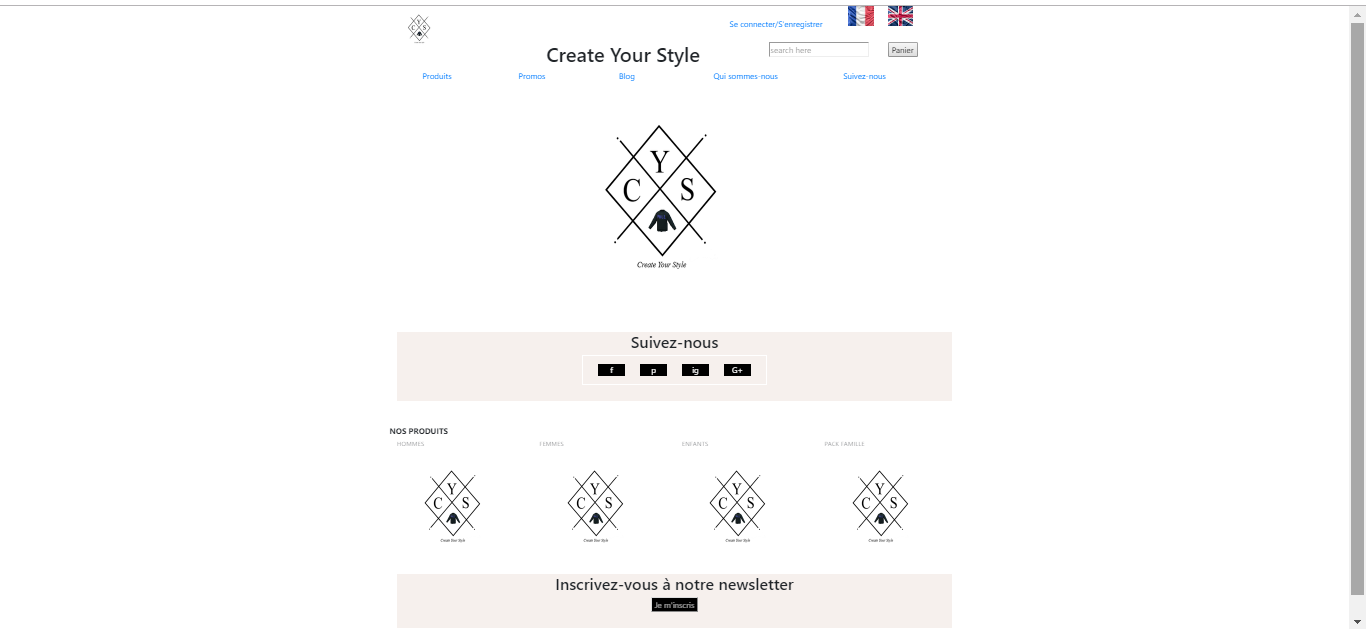 Se connecter/S'enregistrer
Create Your Style
search here
Panier
Produits Promos Blog Qui sommes-nous Suivez-nous
Y
C S
Create Your Style
Suivez-nous
f p ig G+
NOS PRODUITS
HOMMES FEMMES ENFANTS PACK FAMILLE
Y Y Y Y
C S C S C S C S
Create Your Style Create Your Style Create Your Style Create Your Style
Inscrivez-vous à notre newsletter
Je m'inscris